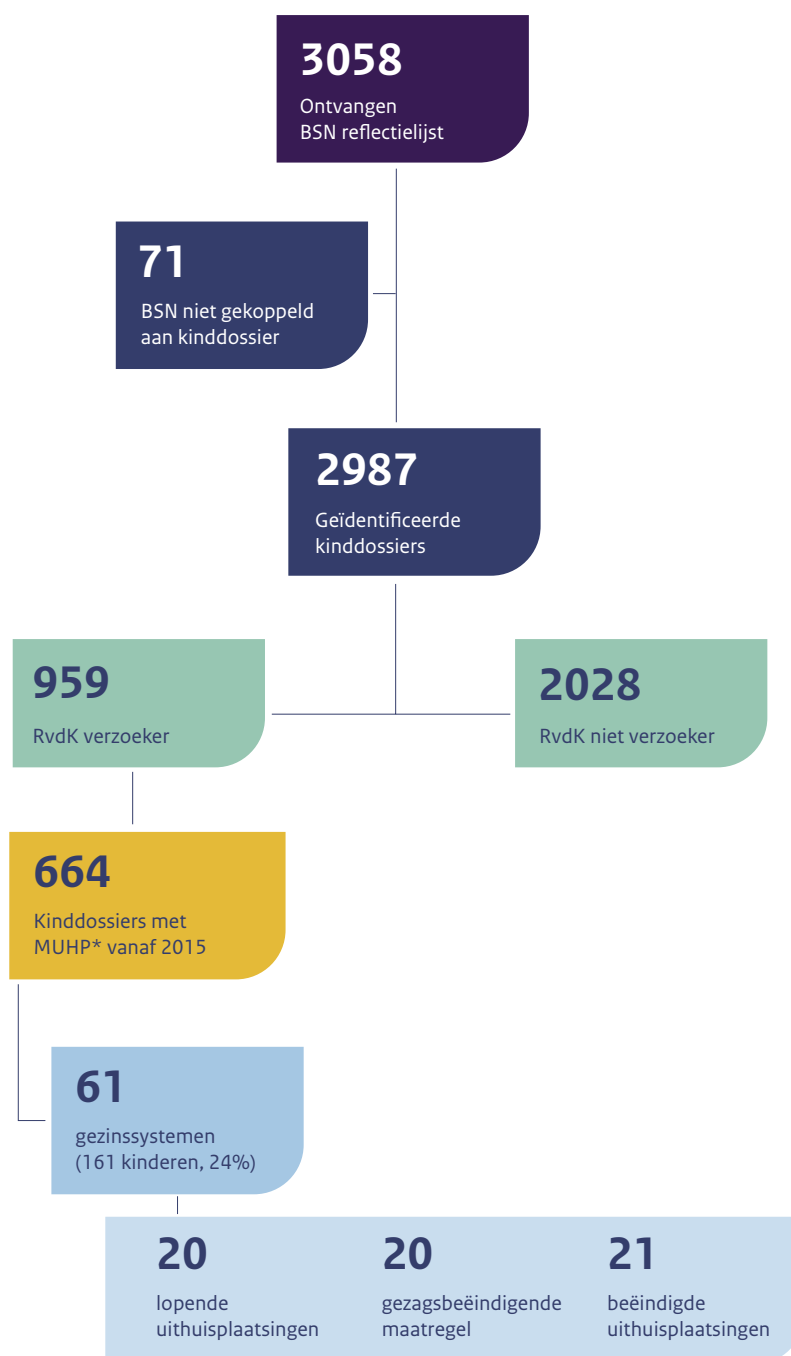 3058
Ontvangen
BSN reflectielijst
71
BSN niet gekoppeld
aan kinddossier
2987
Geïdentificeerde
kinddossiers
959
RvdK verzoeker
2028
RvdK niet verzoeker
664
Kinddossiers met
MUHP* vanaf 2015
61
gezinssystemen
(161 kinderen, 24%)
20
lopende
uithuisplaatsingen
20
gezagsbeëindigende
maatregel
21
beëindigde
uithuisplaatsingen